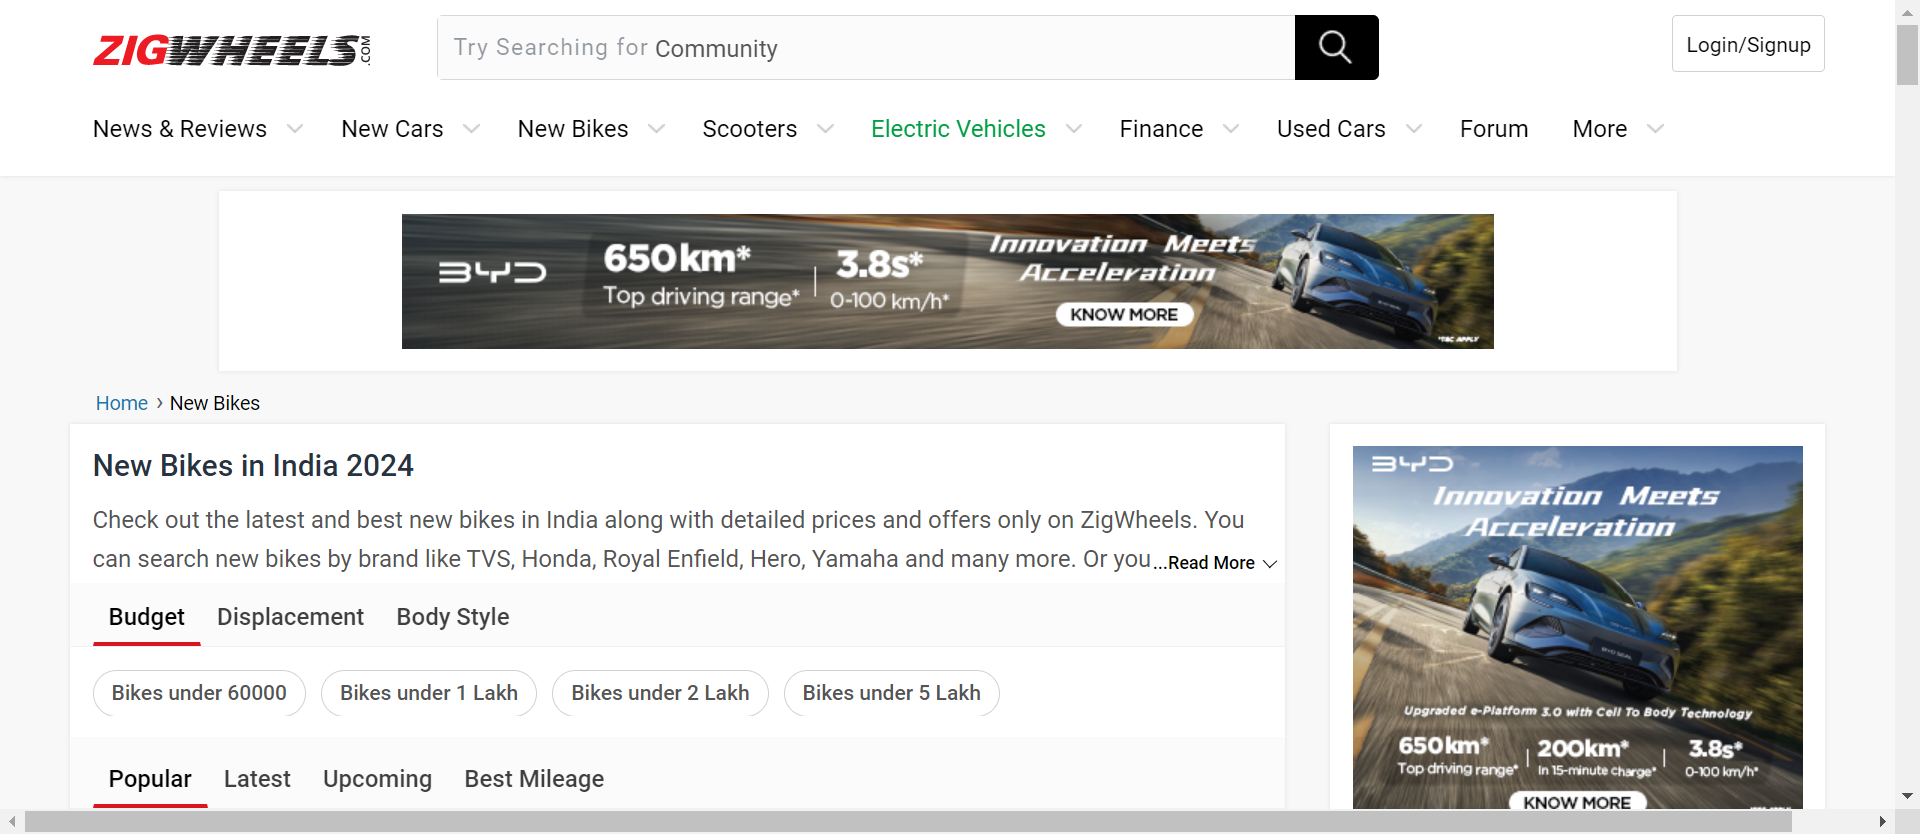 ZIGWHEELS.COM
Try Searching for Community
Login/Signup
News & Reviews New Cars New Bikes Scooters Electric Vehicles Finance Used Cars Forum More
BYD
650km*
Top driving range*
3.8s*
0-100 km/h*
Innovation Meets
Acceleration
KNOW MORE
*T&C APPLY
Home › New Bikes
New Bikes in India 2024
Check out the latest and best new bikes in India along with detailed prices and offers only on ZigWheels. You
can search new bikes by brand like TVS, Honda, Royal Enfield, Hero, Yamaha and many more. Or you ...Read More
Budget Displacement Body Style
Bikes under 60000 Bikes under 1 Lakh Bikes under 2 Lakh Bikes under 5 Lakh
Popular Latest Upcoming Best Mileage
BYD
Innovation Meets
Acceleration
BYD SEAL
Upgraded e-Platform 3.0 with Cell To Body Technology
650km*
Top driving range*
200km*
In 15-minute charge*
3.8s*
0-100 km/h*
KNOW MORE